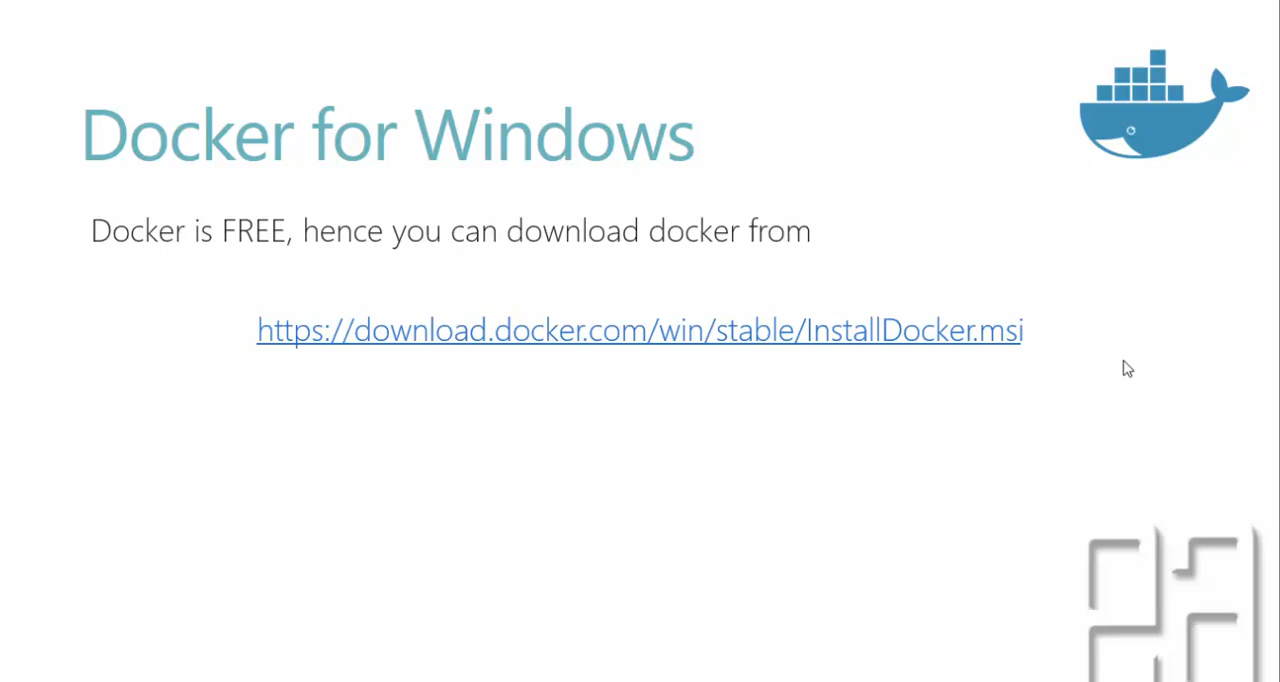 Docker for Windows
Docker is FREE, hence you can download docker from
https://download.docker.com/win/stable/InstallDocker.msi